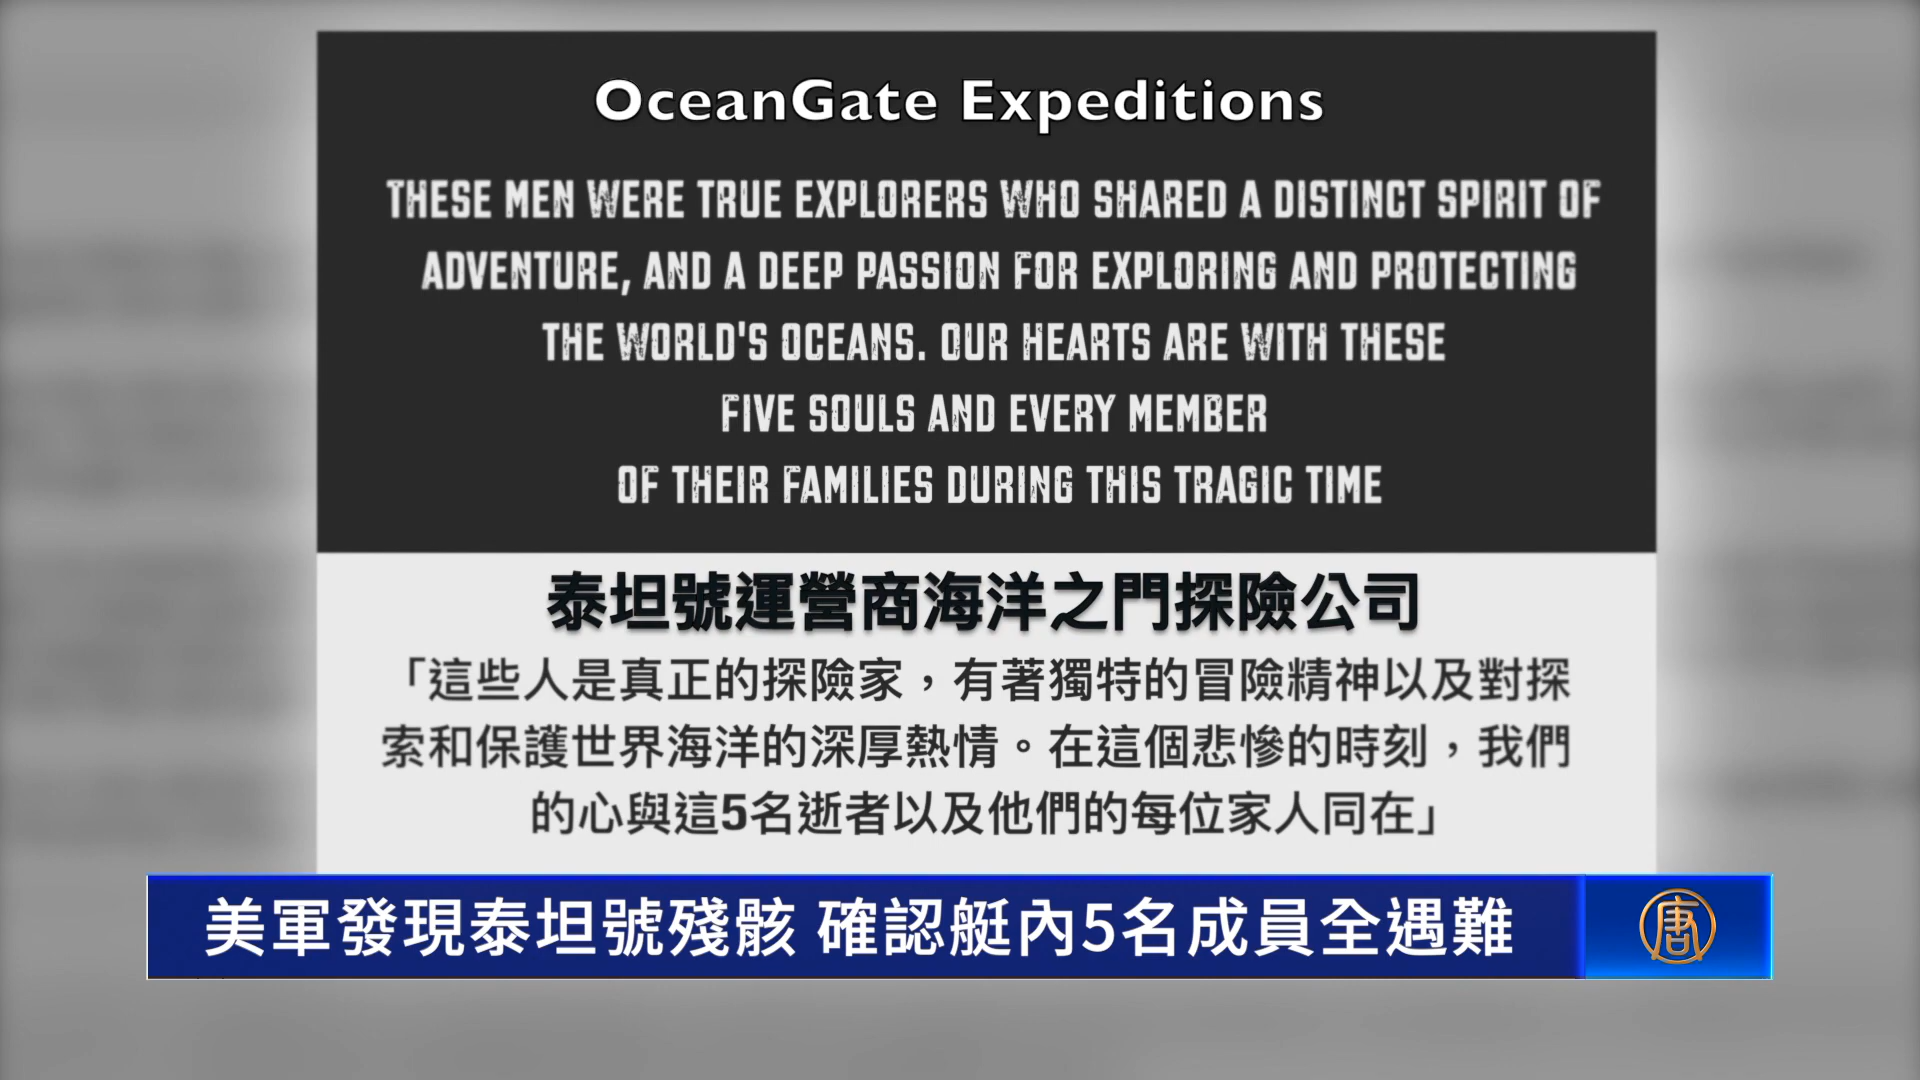 OceanGate Expeditions
THESE MEN WERE TRUE EXPLORERS WHO SHARED A DISTINCT SPIRIT OF
ADVENTURE, AND A DEEP PASSION FOR EXPLORING AND PROTECTING
THE WORLD'S OCEANS. OUR HEARTS ARE WITH THESE
FIVE SOULS AND EVERY MEMBER
OF THEIR FAMILIES DURING THIS TRAGIC TIME
泰坦號運營商海洋之門探險公司
「這些人是真正的探險家，有著獨特的冒險精神以及對探
索和保護世界海洋的深厚熱情。在這個悲慘的時刻，我們
的心與這5名逝者以及他們的每位家人同在」
美軍發現泰坦號殘骸 確認艇內5名成員全遇難
唐